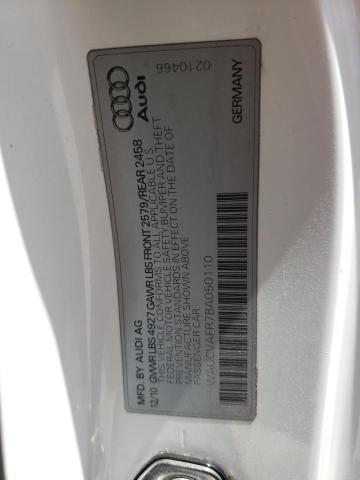 Audi
0210466
GERMANY
MFD. BY AUDI AG
12/10 GVWR LBS 4927 GAWR LBS FRONT 2579/REAR 2458
THIS VEHICLE CONFORMS TO ALL APPLICABLE U.S.
FEDERAL MOTOR VEHICLE SAFETY BUMPER AND THEFT
PREVENTION STANDARDS IN EFFECT ON THE DATE OF
MANUFACTURE SHOWN ABOVE
PASSENGER CAR